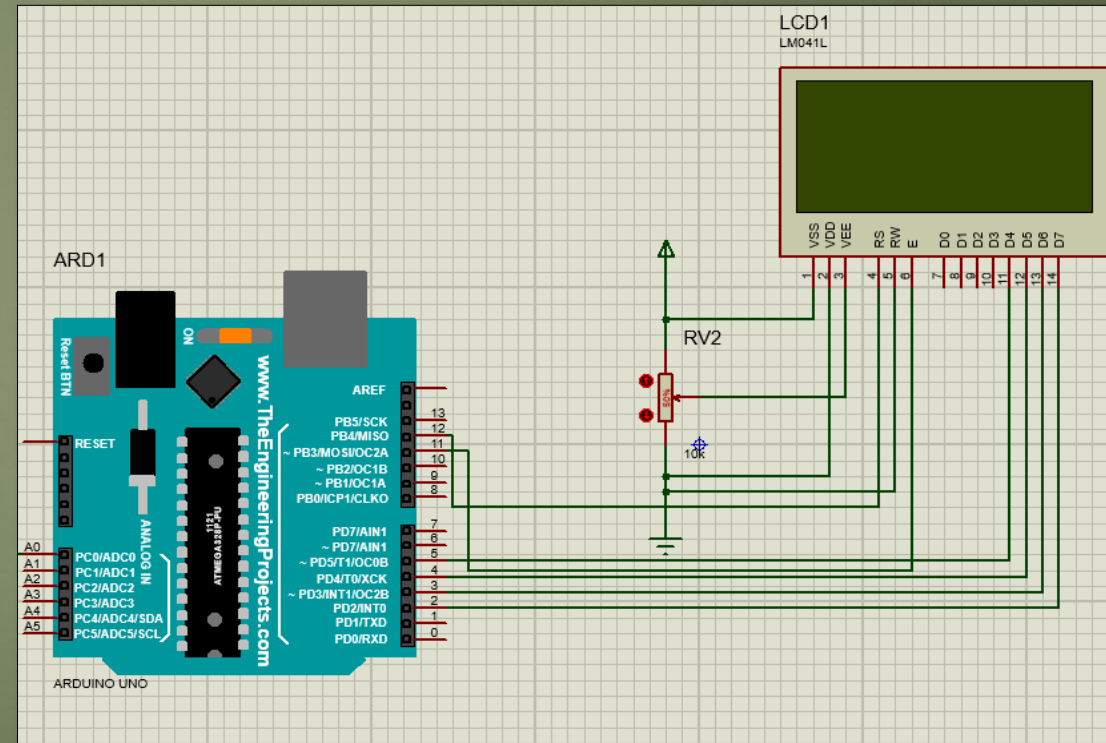 LCD1
LM041L
VSS
VDD
VEE
RS
RW
E
D0
D1
D2
D3
D4
D5
D6
D7
1
2
3
4
5
6
7
8
9
10
11
12
13
14
RV2
50%
10k
ARD1
Reset BTN
ON
www.TheEngineeringProjects.com
RESET
ANALOG IN
1121
ATMEGA328P-PU
AREF
PB5/SCK 13
PB4/MISO 12
~ PB3/MOSI/OC2A 11
~ PB2/OC1B 10
~ PB1/OC1A 9
PB0/ICP1/CLKO 8
PD7/AIN1 7
~ PD7/AIN1 6
~ PD5/T1/OC0B 5
PD4/T0/XCK 4
~ PD3/INT1/OC2B 3
PD2/INT0 2
PD1/TXD 1
PD0/RXD 0
A0 PC0/ADC0
A1 PC1/ADC1
A2 PC2/ADC2
A3 PC3/ADC3
A4 PC4/ADC4/SDA
A5 PC5/ADC5/SCL
ARDUINO UNO